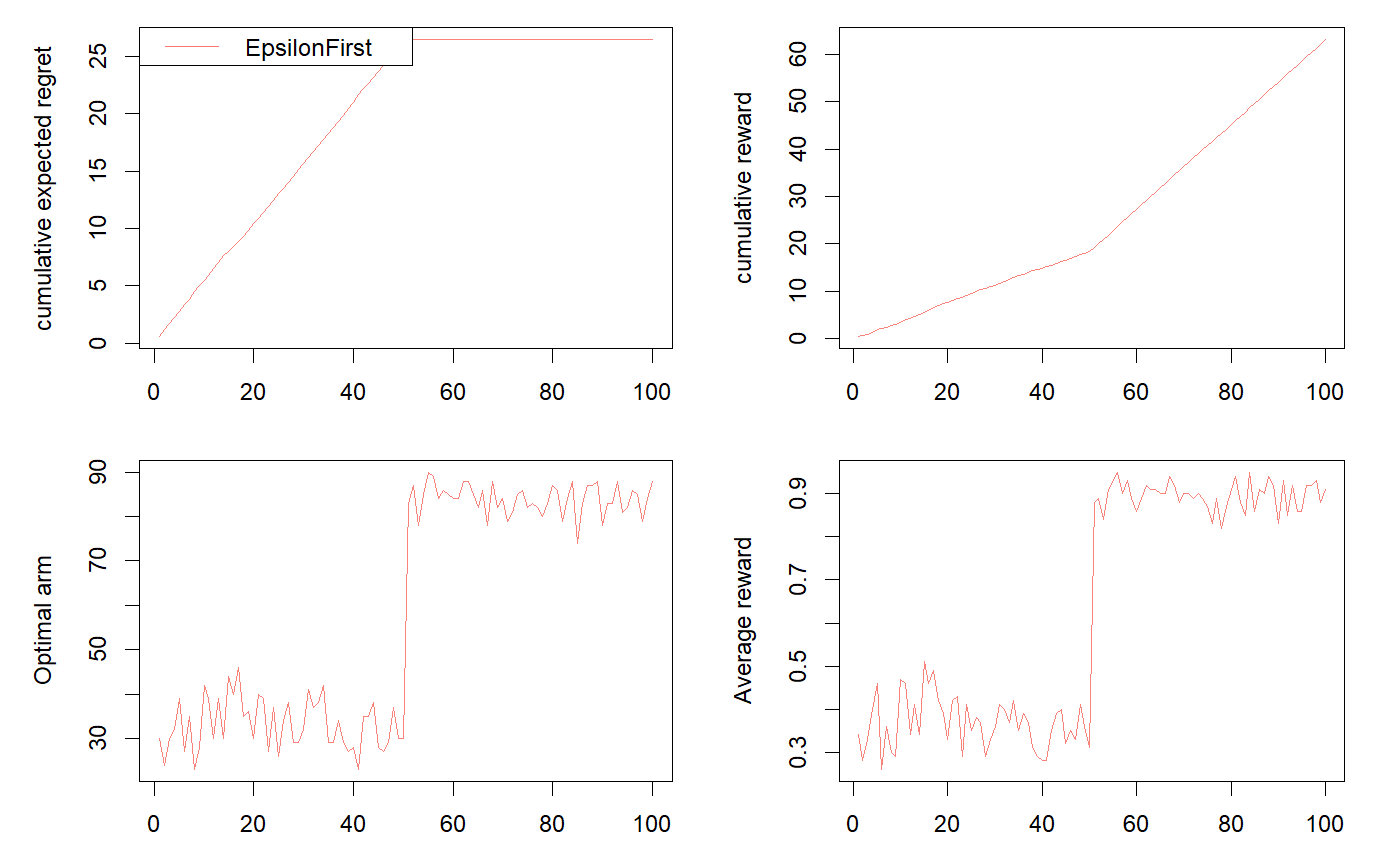 EpsilonFirst
cumulative expected regret
0 5 10 15 20 25
0 20 40 60 80 100
cumulative reward
0 10 20 30 40 50 60
0 20 40 60 80 100
Optimal arm
30 50 70 90
0 20 40 60 80 100
Average reward
0.3 0.5 0.7 0.9
0 20 40 60 80 100